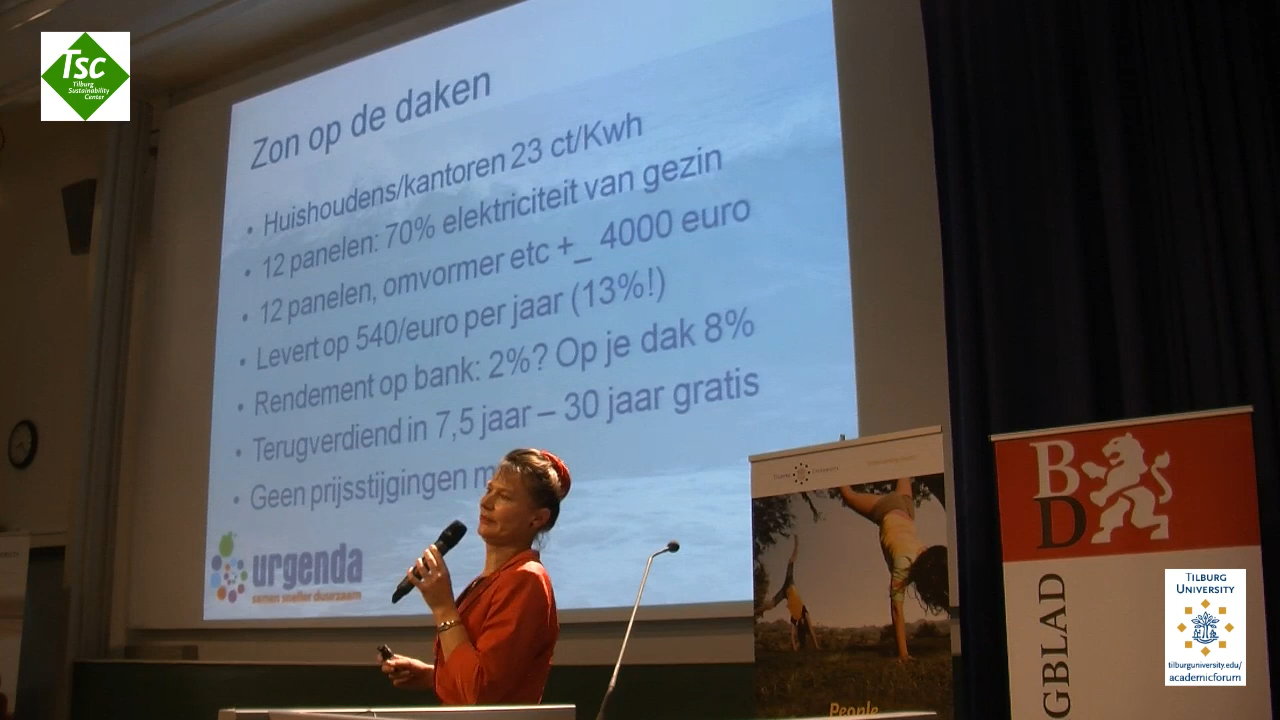 Tsc
Tilburg
Sustainability
Center
Zon op de daken
• Huishoudens/kantoren 23 ct/Kwh
• 12 panelen: 70% elektriciteit van gezin
• 12 panelen, omvormer etc +_ 4000 euro
• Levert op 540/euro per jaar (13%!)
• Rendement op bank: 2%? Op je dak 8%
• Terugverdiend in 7,5 jaar – 30 jaar gratis
• Geen prijsstijgingen m
urgenda
samen sneller duurzaam
People
BD
GBLAD
TILBURG
UNIVERSITY
tilburguniversity.edu/
academicforum